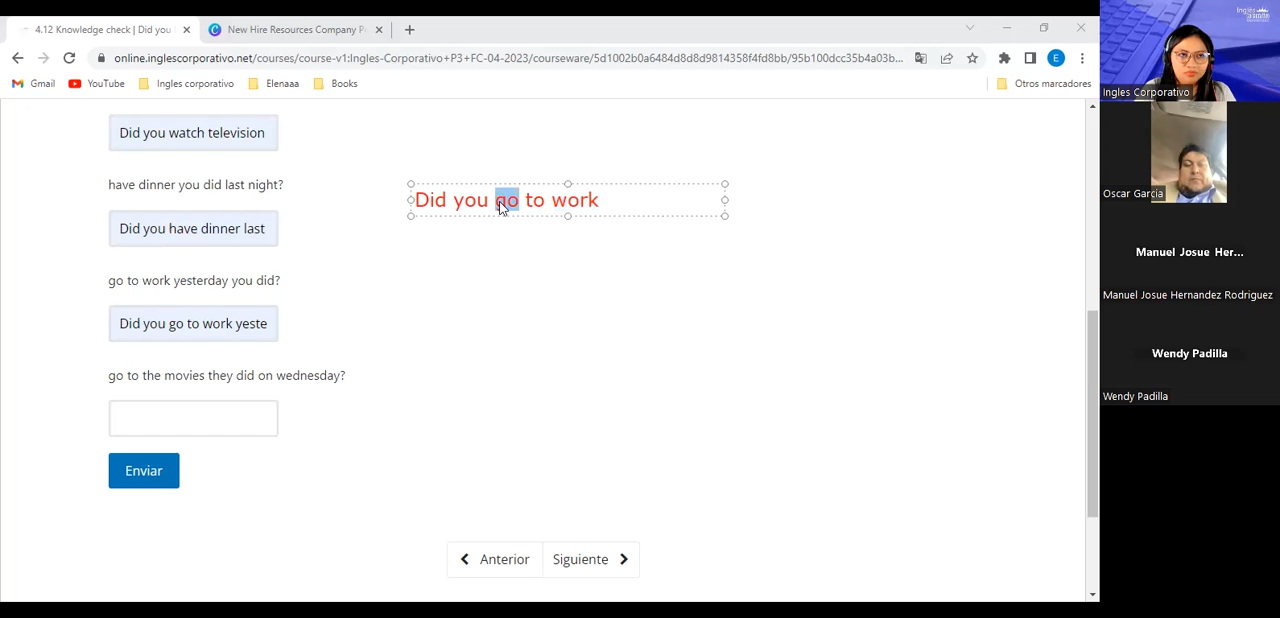 4.12 Knowledge check | Did you
New Hire Resources Company P
online.inglescorporativo.net/courses/course-v1:Ingles-Corporativo+P3+FC-04-2023/courseware/5d1002b0a6484d8d8d9814358f4fd8bb/95b100dcc35b4a03b...
E
Gmail
YouTube
Ingles corporativo
Elenaaa
Books
Otros marcadores
Did you watch television
have dinner you did last night?
Did you have dinner last
go to work yesterday you did?
Did you go to work yeste
go to the movies they did on wednesday?
Enviar
Anterior
Siguiente
Did you go to work
Ingles Corporativo
Oscar Garcia
Manuel Josue Her...
Manuel Josue Hernandez Rodriguez
Wendy Padilla
Wendy Padilla